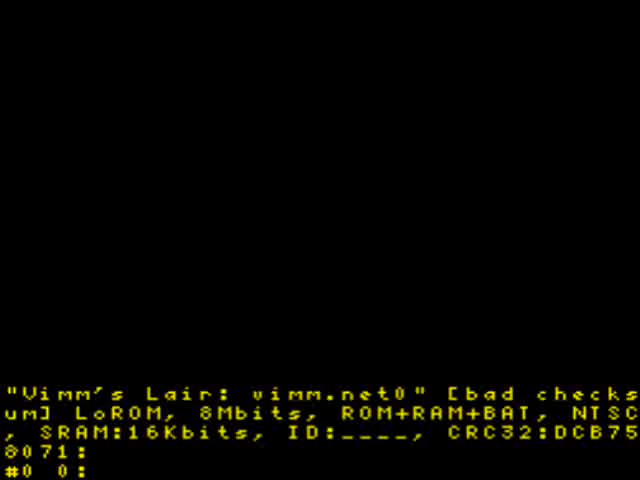 "Vimm's Lair: vimm.net0" [bad checks
um] LoROM, 8Mbits, ROM+RAM+BAT, NTSC
, SRAM:16Kbits, ID:____, CRC32:DCB75
8071:
#0 0: